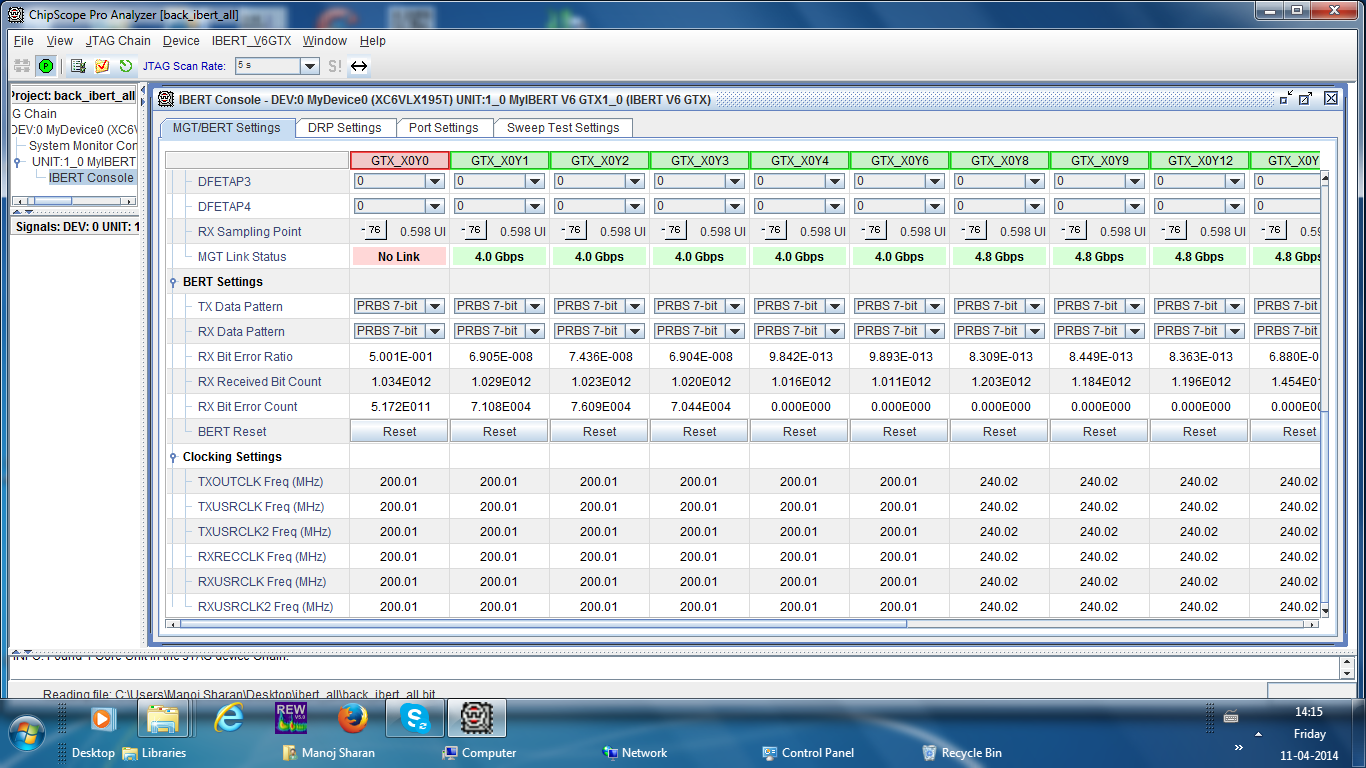 ChipScope Pro Analyzer [back_ibert_all]
File View JTAG Chain Device IBERT_V6GTX Window Help
JTAG Scan Rate: 5 s S!
Project: back_ibert_all
G Chain
DEV:0 MyDevice0 (XC6V
System Monitor Con
UNIT:1_0 MyIBERT
IBERT Console
Signals: DEV: 0 UNIT: 1
IBERT Console - DEV:0 MyDevice0 (XC6VLX195T) UNIT:1_0 MyIBERT V6 GTX1_0 (IBERT V6 GTX)
MGT/BERT Settings DRP Settings Port Settings Sweep Test Settings
GTX_X0Y0 GTX_X0Y1 GTX_X0Y2 GTX_X0Y3 GTX_X0Y4 GTX_X0Y6 GTX_X0Y8 GTX_X0Y9 GTX_X0Y12 GTX_X0Y
DFETAP3 0 0 0 0 0 0 0 0 0 0
DFETAP4 0 0 0 0 0 0 0 0 0 0
RX Sampling Point - 76 0.598 UI - 76 0.598 UI - 76 0.598 UI - 76 0.598 UI - 76 0.598 UI - 76 0.598 UI - 76 0.598 UI - 76 0.598 UI - 76 0.598 UI - 76 0.59
MGT Link Status No Link 4.0 Gbps 4.0 Gbps 4.0 Gbps 4.0 Gbps 4.0 Gbps 4.8 Gbps 4.8 Gbps 4.8 Gbps 4.8 Gbps
BERT Settings
TX Data Pattern PRBS 7-bit PRBS 7-bit PRBS 7-bit PRBS 7-bit PRBS 7-bit PRBS 7-bit PRBS 7-bit PRBS 7-bit PRBS 7-bit PRBS 7-bit
RX Data Pattern PRBS 7-bit PRBS 7-bit PRBS 7-bit PRBS 7-bit PRBS 7-bit PRBS 7-bit PRBS 7-bit PRBS 7-bit PRBS 7-bit PRBS 7-bit
RX Bit Error Ratio 5.001E-001 6.905E-008 7.436E-008 6.904E-008 9.842E-013 9.893E-013 8.309E-013 8.449E-013 8.363E-013 6.880E-0
RX Received Bit Count 1.034E012 1.029E012 1.023E012 1.020E012 1.016E012 1.011E012 1.203E012 1.184E012 1.196E012 1.454E01
RX Bit Error Count 5.172E011 7.108E004 7.609E004 7.044E004 0.000E000 0.000E000 0.000E000 0.000E000 0.000E000 0.000E00
BERT Reset Reset Reset Reset Reset Reset Reset Reset Reset Reset Reset
Clocking Settings
TXOUTCLK Freq (MHz) 200.01 200.01 200.01 200.01 200.01 200.01 240.02 240.02 240.02 240.02
TXUSRCLK Freq (MHz) 200.01 200.01 200.01 200.01 200.01 200.01 240.02 240.02 240.02 240.02
TXUSRCLK2 Freq (MHz) 200.01 200.01 200.01 200.01 200.01 200.01 240.02 240.02 240.02 240.02
RXRECCLK Freq (MHz) 200.01 200.01 200.01 200.01 200.01 200.01 240.02 240.02 240.02 240.02
RXUSRCLK Freq (MHz) 200.01 200.01 200.01 200.01 200.01 200.01 240.02 240.02 240.02 240.02
RXUSRCLK2 Freq (MHz) 200.01 200.01 200.01 200.01 200.01 200.01 240.02 240.02 240.02 240.02
INFO: Found 1 Core Unit in the JTAG device Chain.
Reading file: C:\Users\Manoj Sharan\Desktop\ibert_all\back_ibert_all.bit
REW V5.0
14:15
Friday
11-04-2014
Desktop Libraries Manoj Sharan Computer Network Control Panel Recycle Bin »